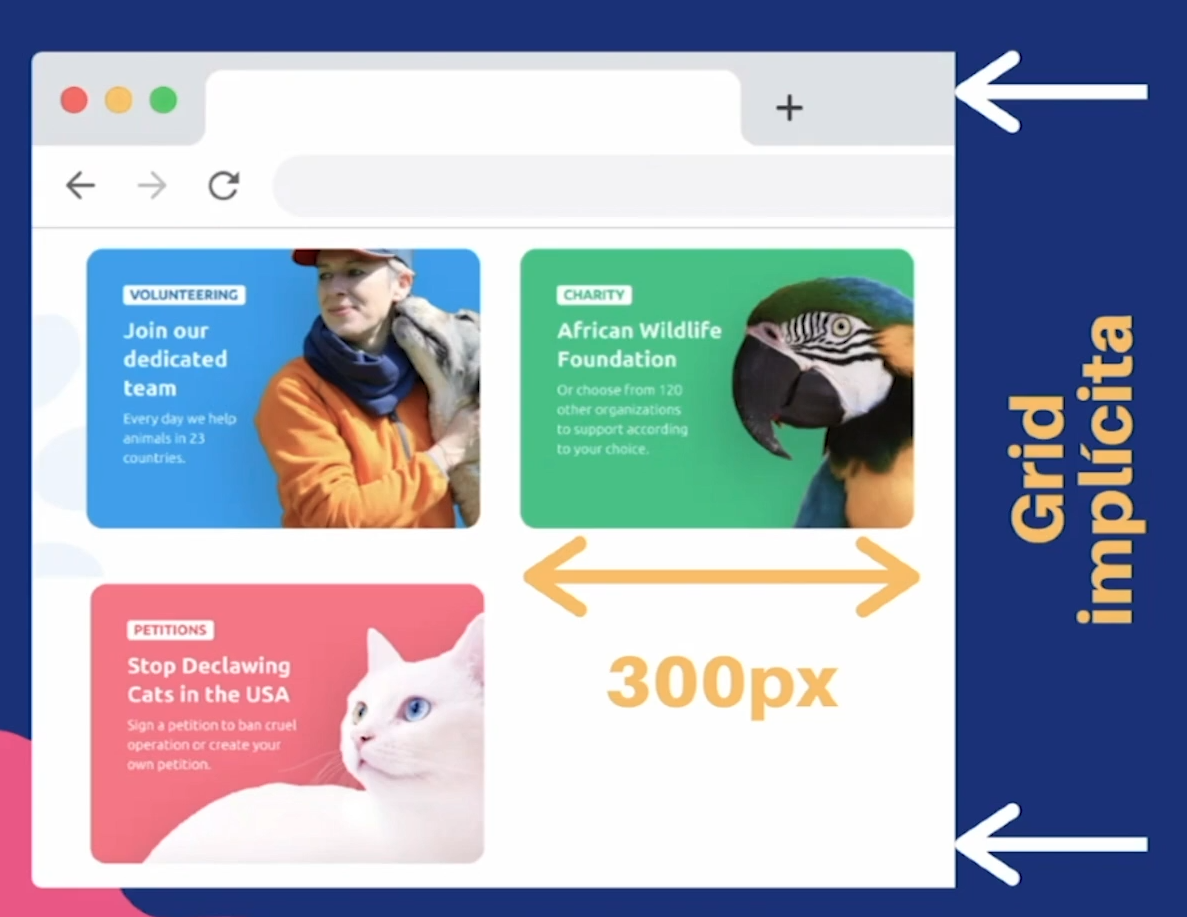 VOLUNTEERING
Join our
dedicated
team
Every day we help
animals in 23
countries.
CHARITY
African Wildlife
Foundation
Or choose from 120
other organizations
to support according
to your choice.
PETITIONS
Stop Declawing
Cats in the USA
Sign a petition to ban cruel
operation or create your
own petition.
300px
Grid
implícita